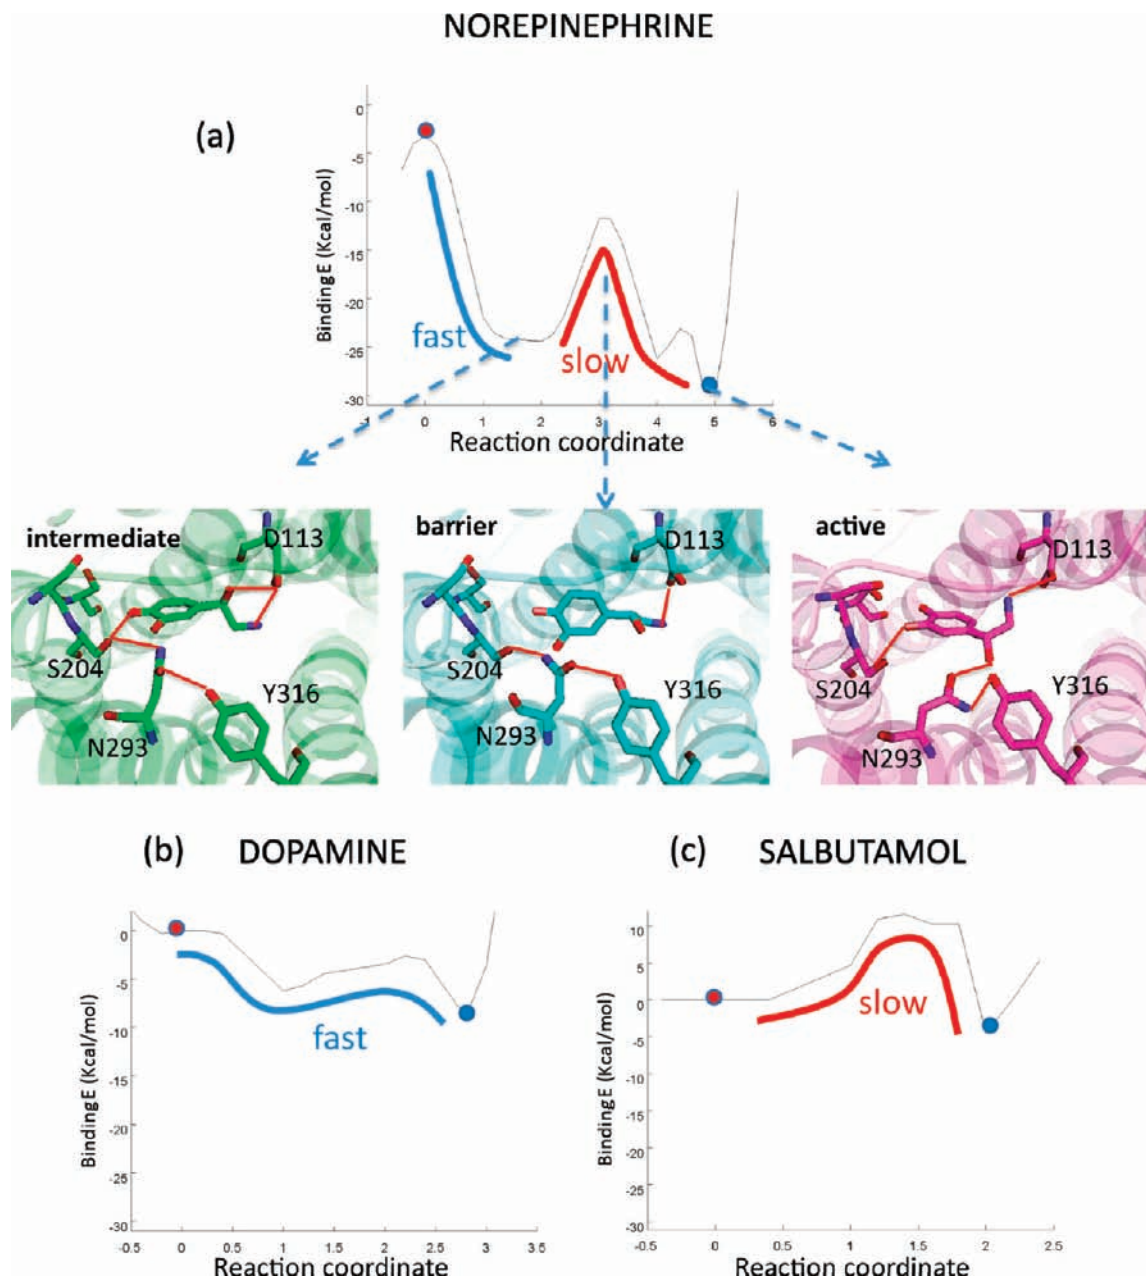 NOREPINEPHRINE
(a)
BindingE (Kcal/mol)
0
-5
-10
-15
-20
-25
-30
fast
slow
-1 0 1 2 3 4 5 6
Reaction coordinate
intermediate
D113
S204
Y316
N293
barrier
D113
S204
Y316
N293
active
D113
S204
Y316
N293
(b) DOPAMINE
BindingE (Kcal/mol)
0
-5
-10
-15
-20
-25
-30
fast
-0.5 0 0.5 1 1.5 2 2.5 3 3.5
Reaction coordinate
(c) SALBUTAMOL
BindingE (Kcal/mol)
10
5
0
-5
-10
-15
-20
-25
-30
slow
-0.5 0 0.5 1 1.5 2 2.5
Reaction coordinate